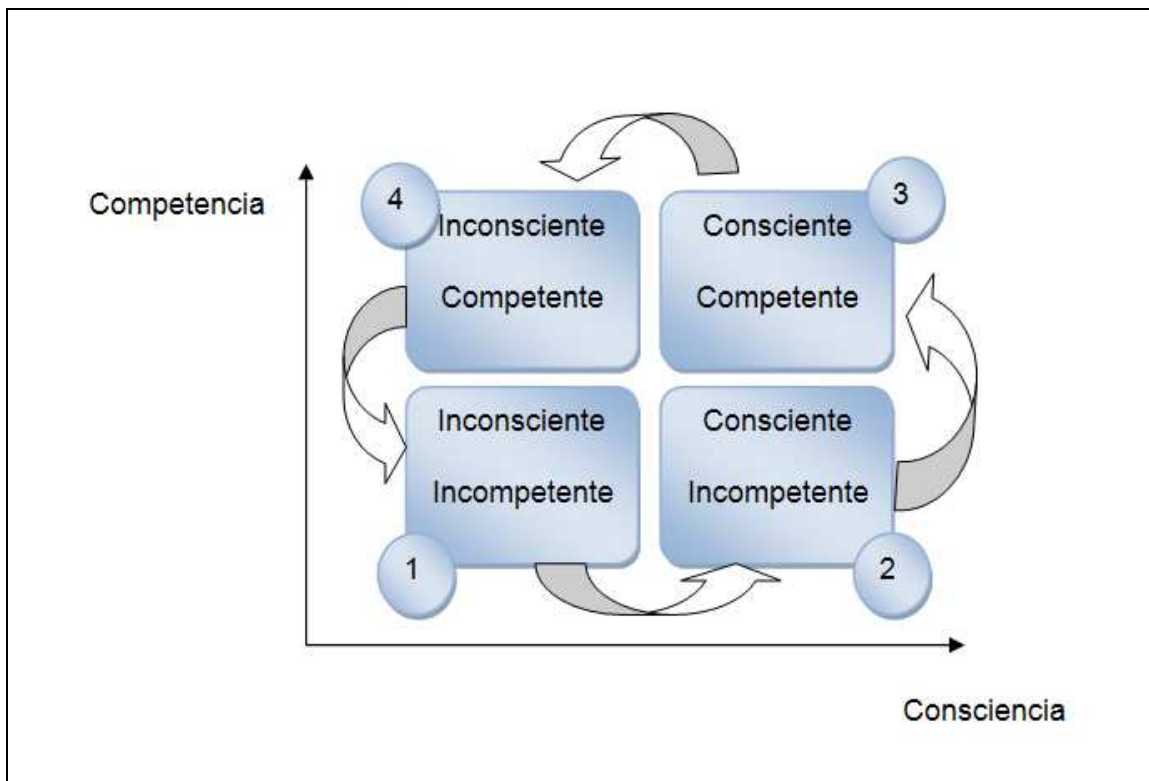 Competencia
4
Inconsciente
Competente
3
Consciente
Competente
Inconsciente
Incompetente
1
Consciente
Incompetente
2
Consciencia